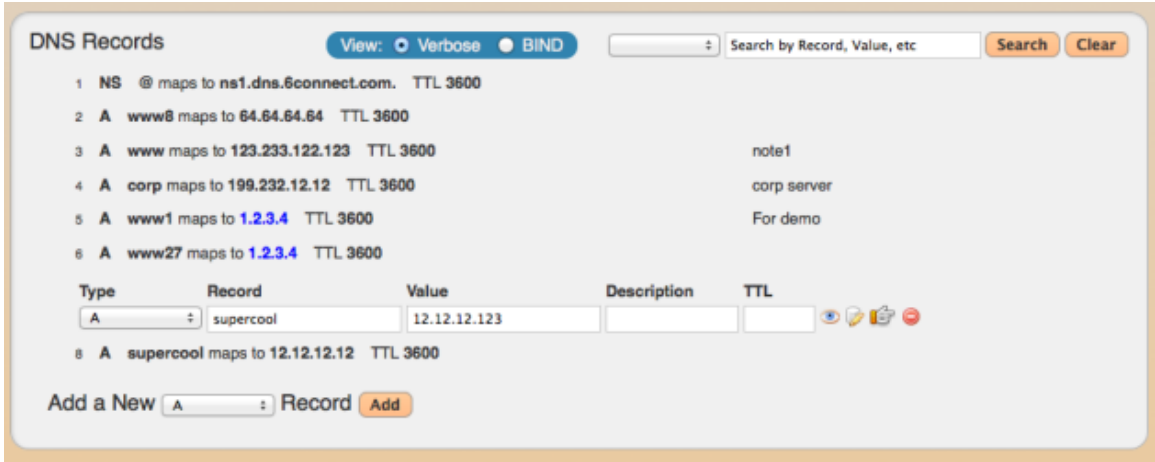 DNS Records View: Verbose BIND Search by Record, Value, etc Search Clear
1 NS @ maps to ns1.dns.6connect.com. TTL 3600
2 A www8 maps to 64.64.64.64 TTL 3600
3 A www maps to 123.233.122.123 TTL 3600 note1
4 A corp maps to 199.232.12.12 TTL 3600 corp server
5 A www1 maps to 1.2.3.4 TTL 3600 For demo
6 A www27 maps to 1.2.3.4 TTL 3600
Type Record Value Description TTL
A supercool 12.12.12.123
8 A supercool maps to 12.12.12.12 TTL 3600
Add a New A Record Add